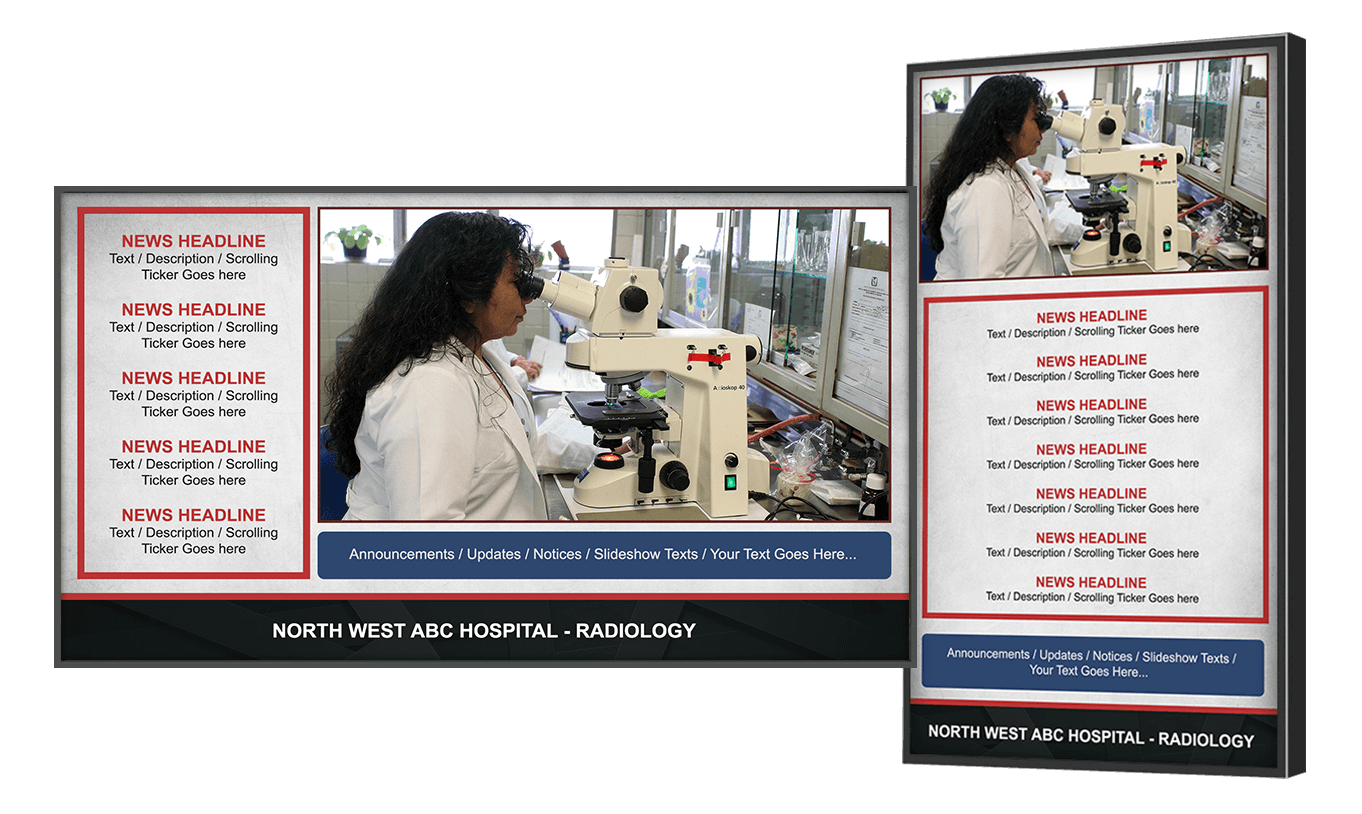 NEWS HEADLINE
Text / Description / Scrolling
Ticker Goes here
NEWS HEADLINE
Text / Description / Scrolling
Ticker Goes here
NEWS HEADLINE
Text / Description / Scrolling
Ticker Goes here
NEWS HEADLINE
Text / Description / Scrolling
Ticker Goes here
NEWS HEADLINE
Text / Description / Scrolling
Ticker Goes here
Axioskop 40
Announcements / Updates / Notices / Slideshow Texts / Your Text Goes Here...
NORTH WEST ABC HOSPITAL - RADIOLOGY
NEWS HEADLINE
Text / Description / Scrolling Ticker Goes here
NEWS HEADLINE
Text / Description / Scrolling Ticker Goes here
NEWS HEADLINE
Text / Description / Scrolling Ticker Goes here
NEWS HEADLINE
Text / Description / Scrolling Ticker Goes here
NEWS HEADLINE
Text / Description / Scrolling Ticker Goes here
NEWS HEADLINE
Text / Description / Scrolling Ticker Goes here
NEWS HEADLINE
Text / Description / Scrolling Ticker Goes here
Announcements / Updates / Notices / Slideshow Texts /
Your Text Goes Here...
NORTH WEST ABC HOSPITAL - RADIOLOGY